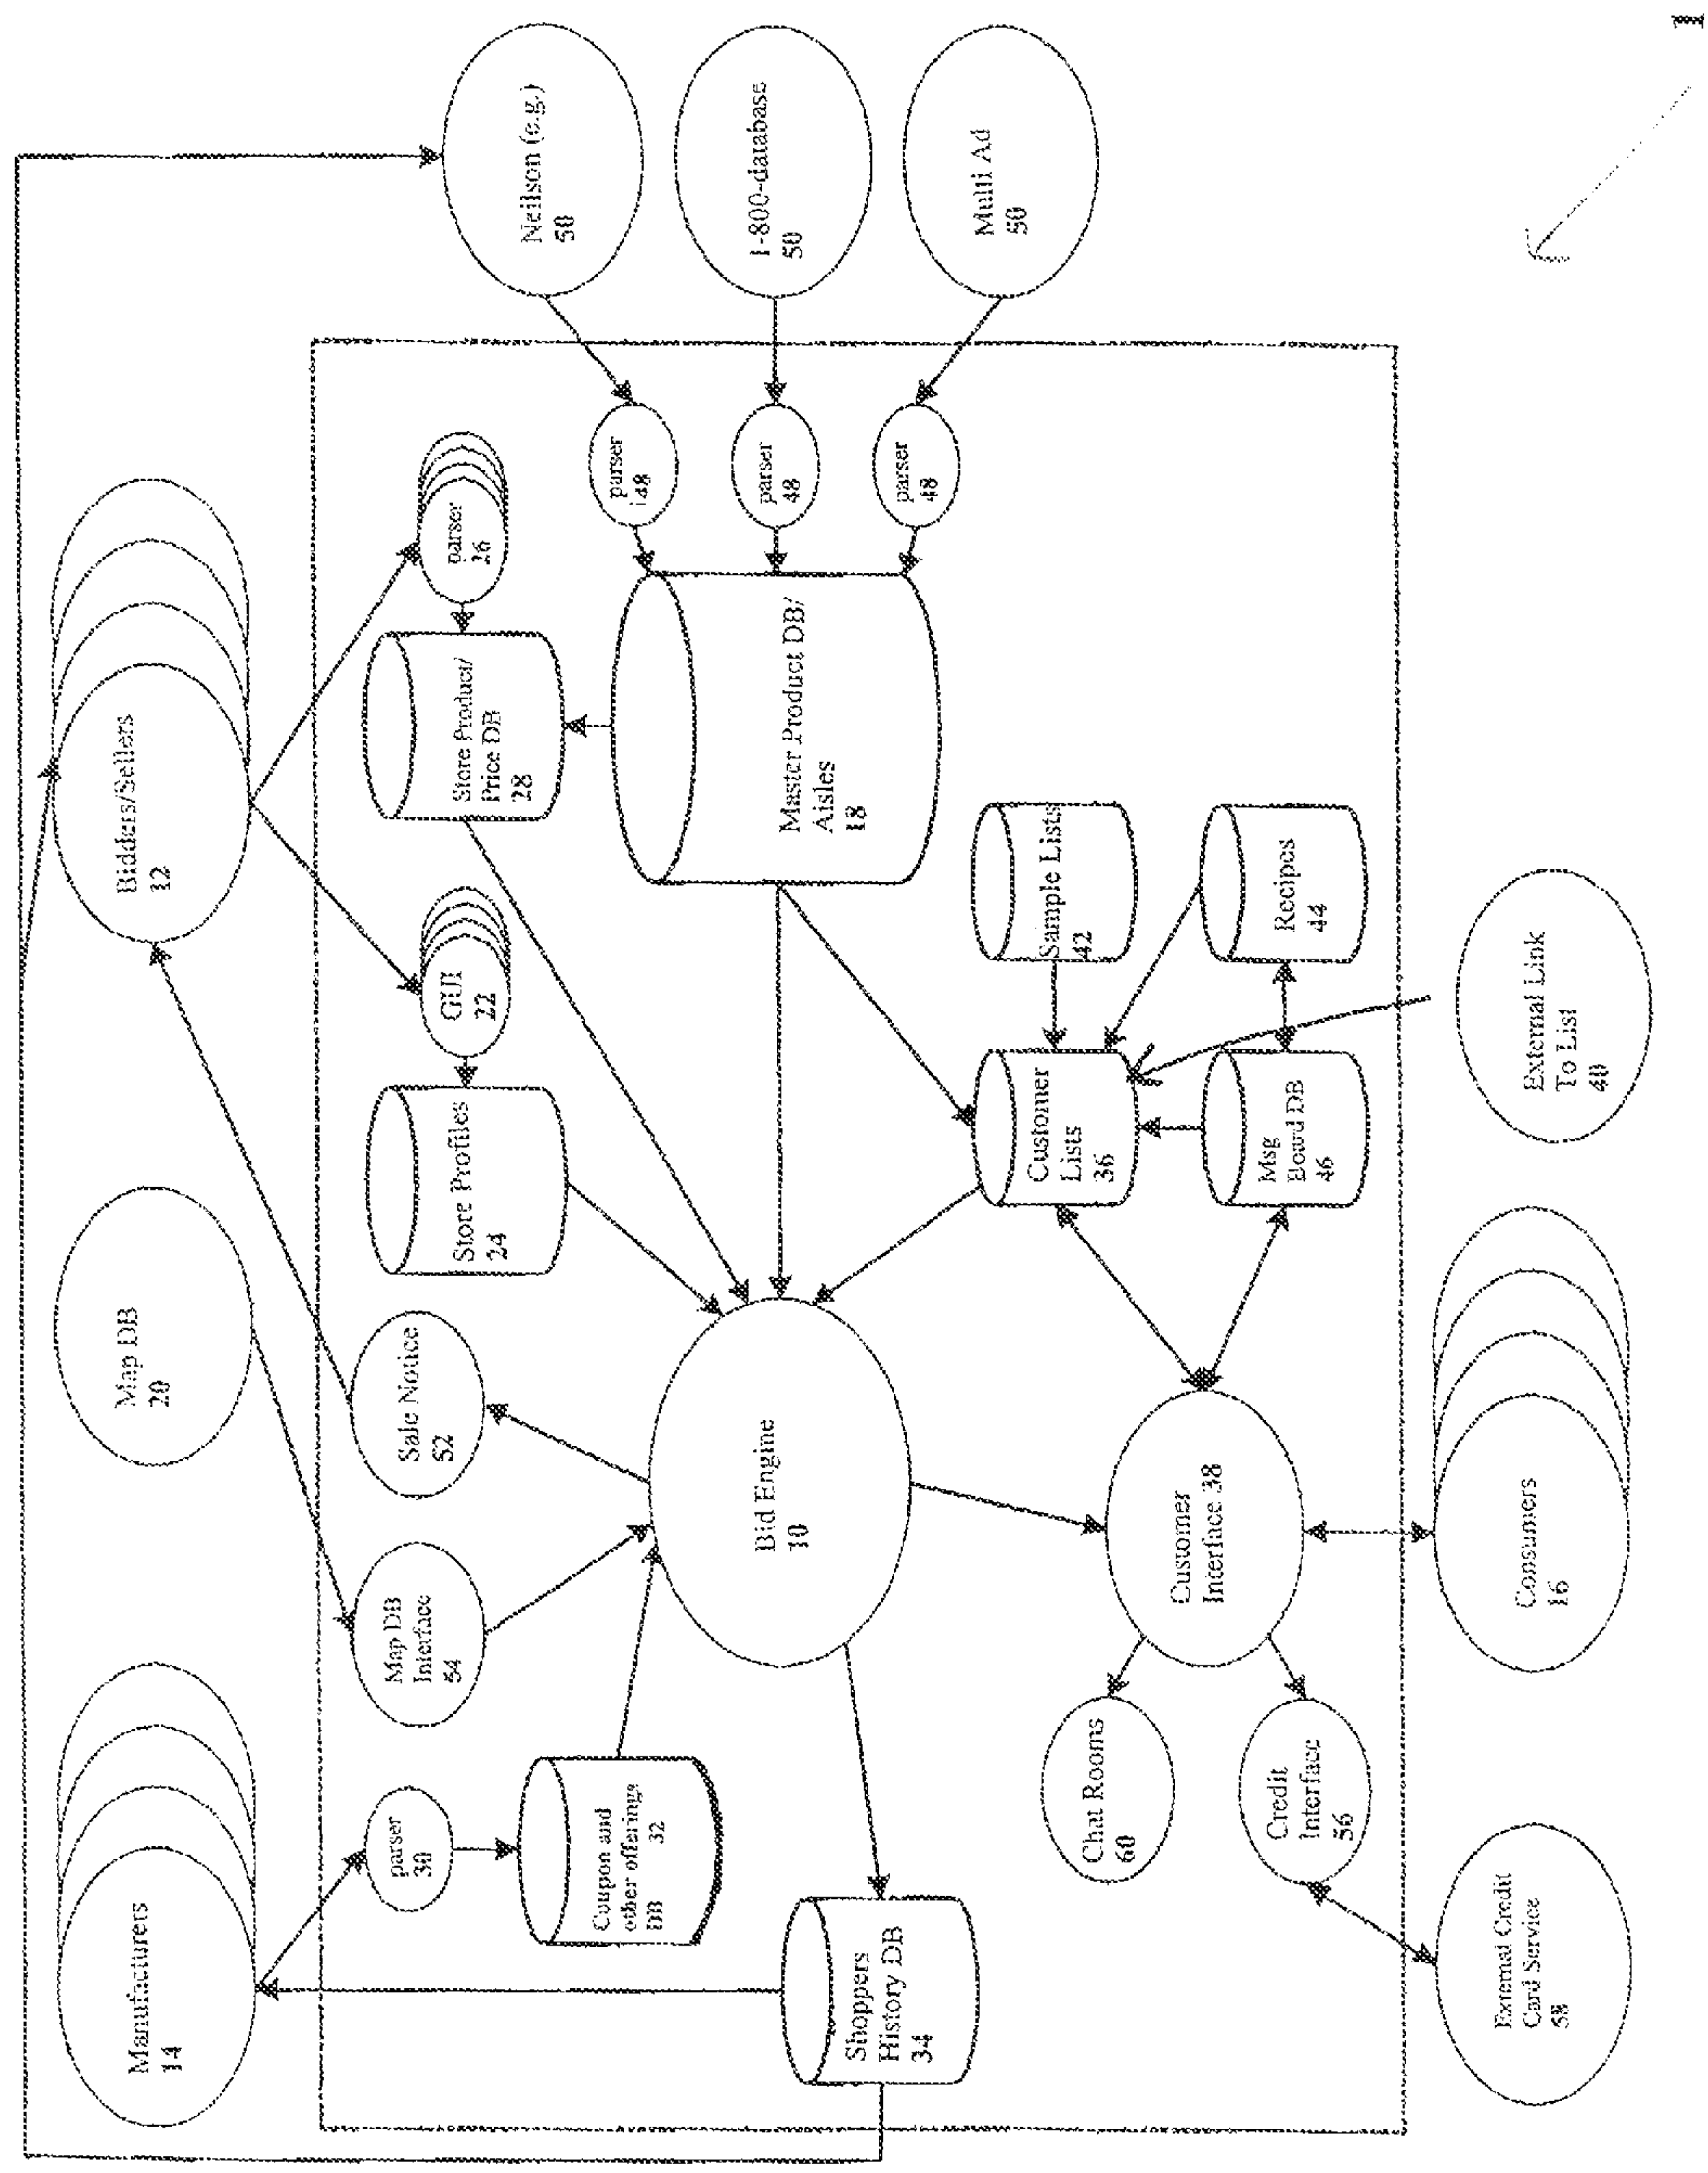 Manufacturers
14
Map DB
20
Bidders/Sellers
12
parser
30
Map DB
Interface
54
Sale Notice
52
Store Profiles
24
GUI
22
Store Product/
Price DB
28
parser
26
Neilson (e.g.)
50
Coupon and
other offerings
DB
32
parser
48
1-800-database
50
Shoppers
History DB
34
Bid Engine
10
Master Product DB/
Aisles
18
parser
48
Multi Ad
50
parser
48
Chat Rooms
60
Customer
Lists
36
Sample Lists
42
Customer
Interface 38
Credit
Interface
56
Msg
Board DB
46
Recipes
44
External Credit
Card Service
58
Consumers
16
External Link
To List
40
1